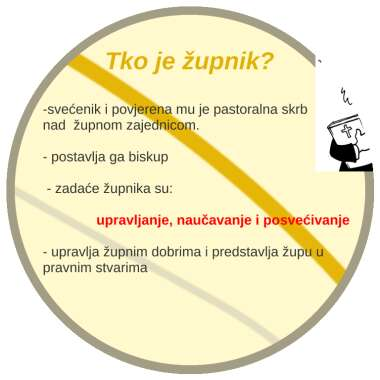 Tko je župnik?
-svećenik i povjerena mu je pastoralna skrb
nad  župnom zajednicom.
- postavlja ga biskup
- zadaće župnika su:
upravljanje, naučavanje i posvećivanje
- upravlja župnim dobrima i predstavlja župu u
pravnim stvarima